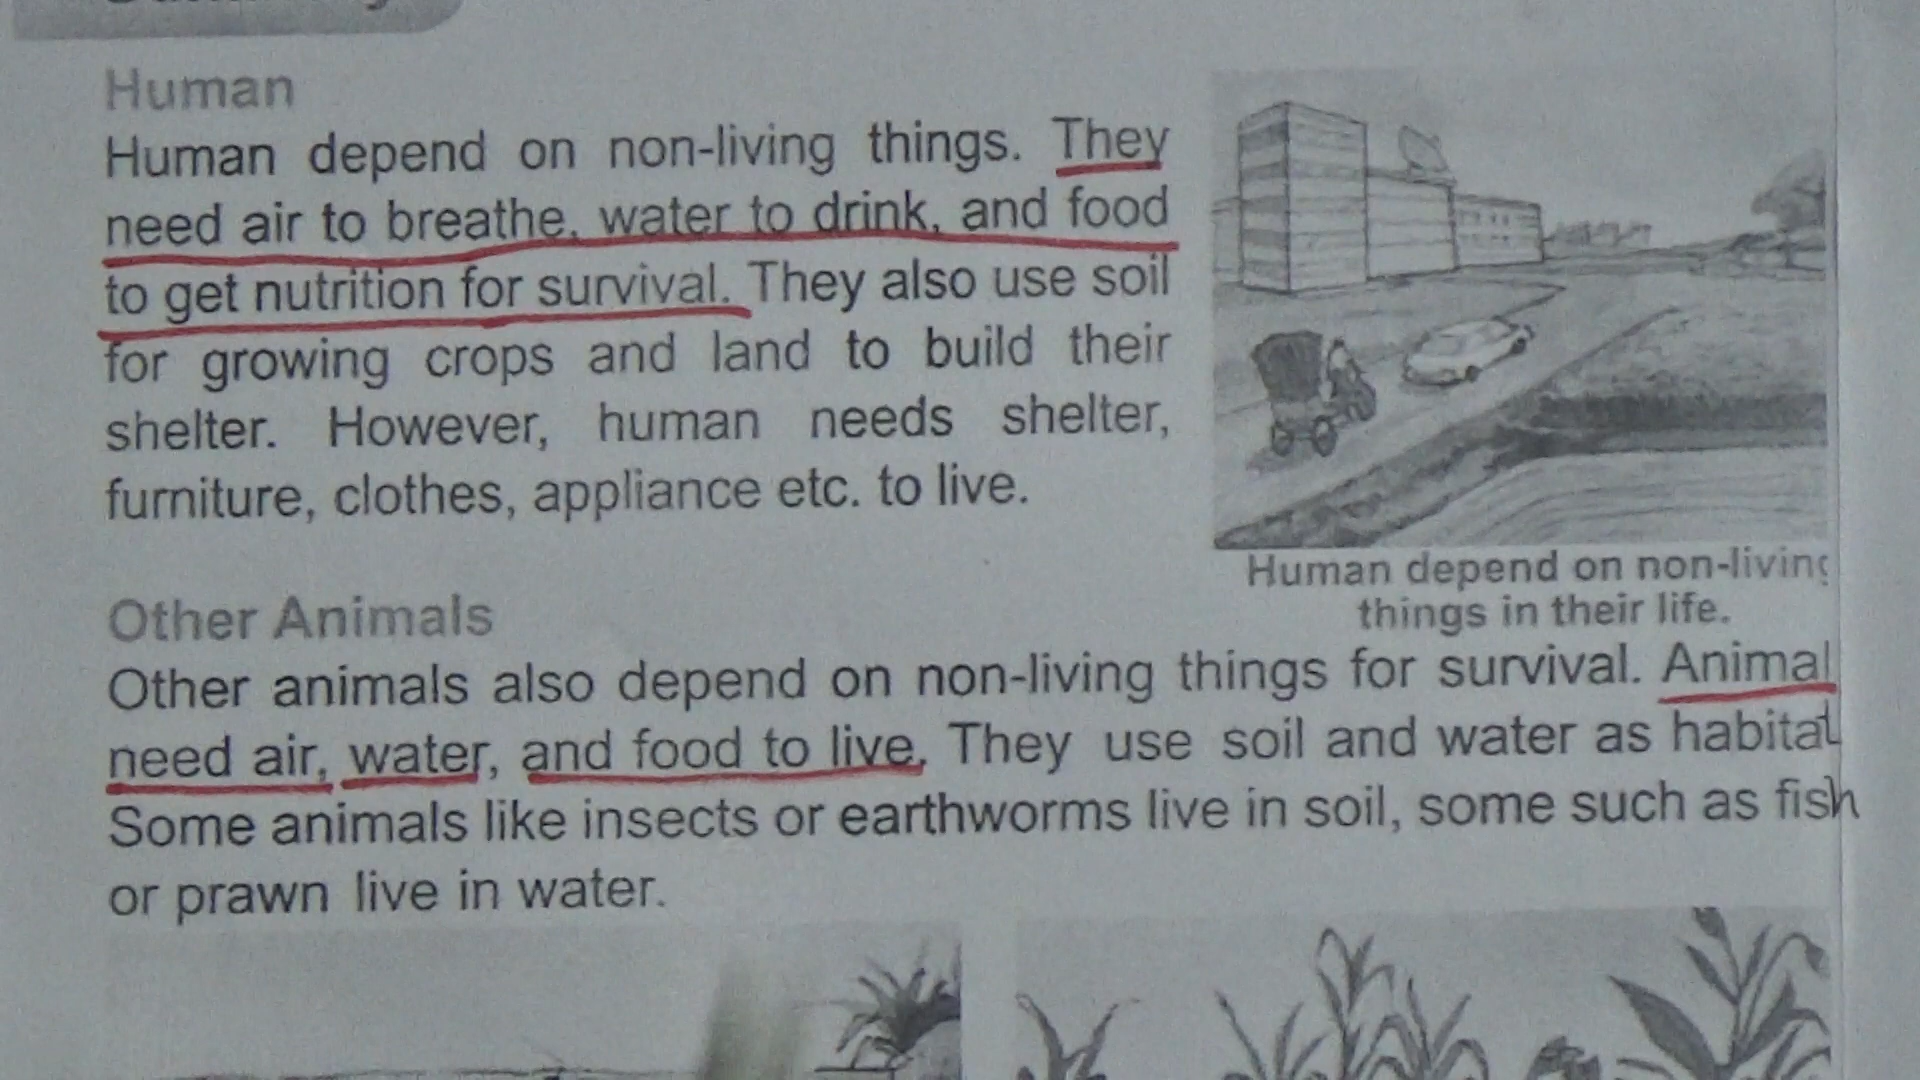 Human
Human depend on non-living things. They
need air to breathe, water to drink, and food
to get nutrition for survival. They also use soil
for growing crops and land to build their
shelter. However, human needs shelter,
furniture, clothes, appliance etc. to live.
Human depend on non-living
things in their life.
Other Animals
Other animals also depend on non-living things for survival. Animal
need air, water, and food to live. They use soil and water as habitat
Some animals like insects or earthworms live in soil, some such as fish
or prawn live in water.